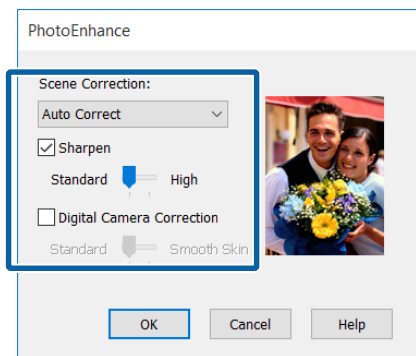 PhotoEnhance
Scene Correction:
Auto Correct
Sharpen
Standard High
Digital Camera Correction
Standard Smooth Skin
OK Cancel Help